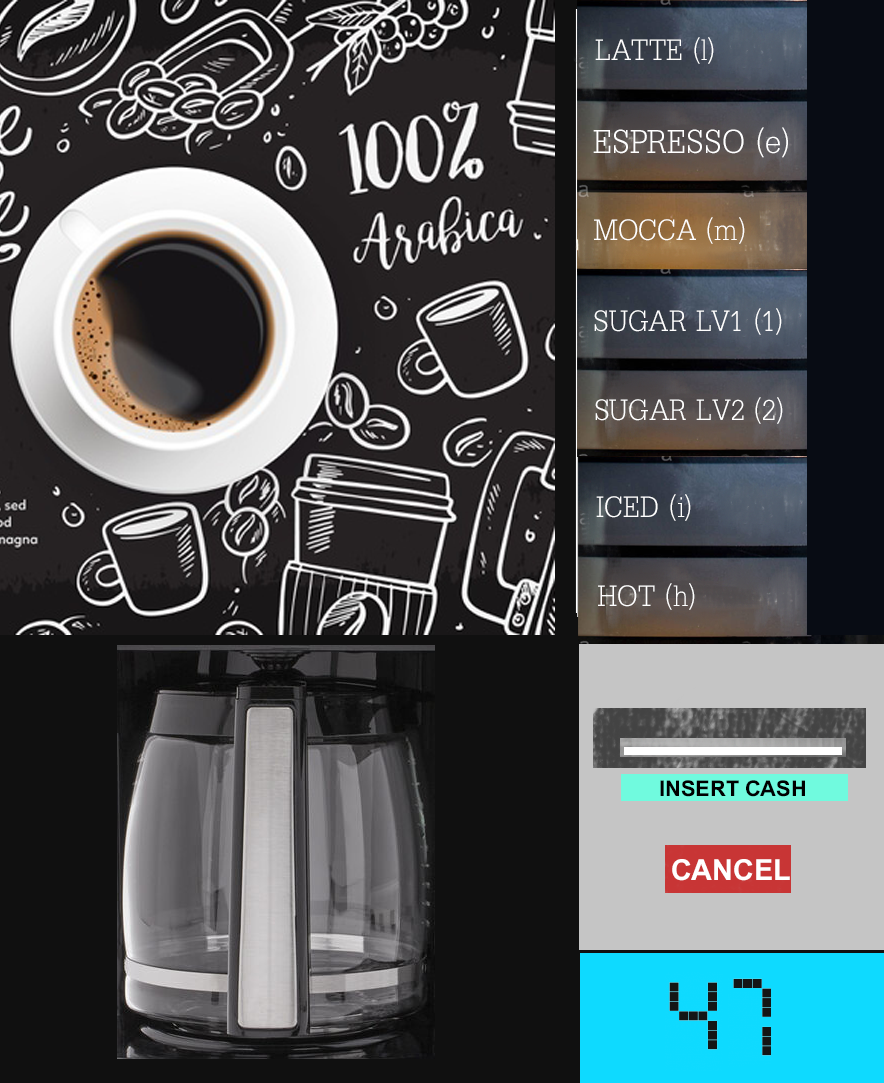 100%
Arabica
sed
od
magna
LATTE (l)
ESPRESSO (e)
MOCCA (m)
SUGAR LV1 (1)
SUGAR LV2 (2)
ICED (i)
HOT (h)
INSERT CASH
CANCEL
47